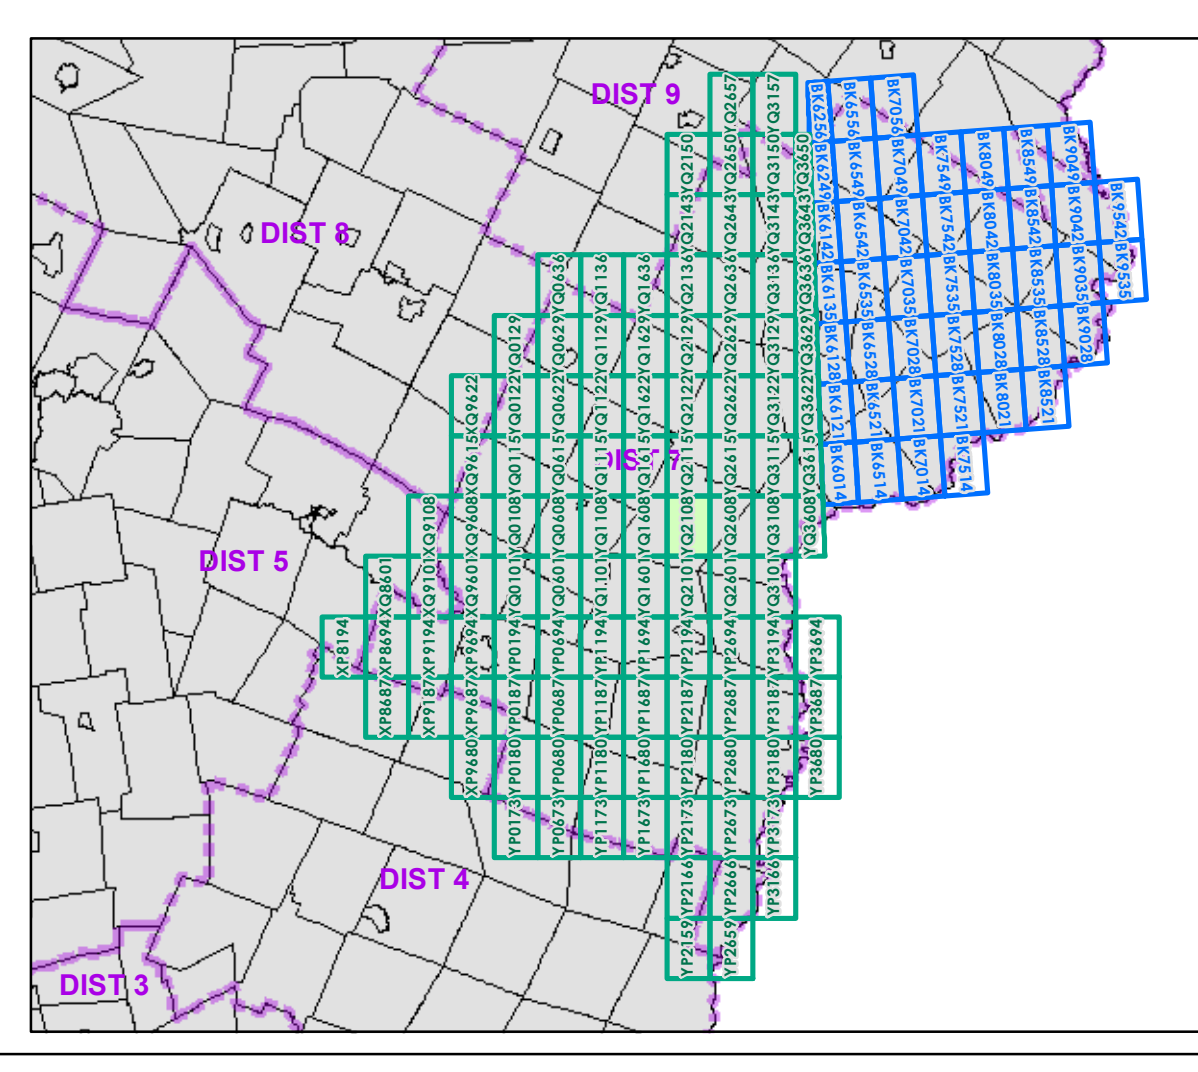 DIST 9
DIST 8
DIST 7
DIST 5
DIST 4
DIST 3
YQ2657 YQ3157
YQ2150 YQ2650 YQ3150 YQ3650
YQ2143 YQ2643 YQ3143 YQ3643
YQ0636 YQ1136 YQ1636 YQ2136 YQ2636 YQ3136 YQ3636
YQ0129 YQ0629 YQ1129 YQ1629 YQ2129 YQ2629 YQ3129 YQ3629
XQ9622 YQ0122 YQ0622 YQ1122 YQ1622 YQ2122 YQ2622 YQ3122 YQ3622
XQ9615 YQ0115 YQ0615 YQ1115 YQ1615 YQ2115 YQ2615 YQ3115 YQ3615
XQ9108 XQ9608 YQ0108 YQ0608 YQ1108 YQ1608 YQ2108 YQ2608 YQ3108 YQ3608
XQ8601 XQ9101 XQ9601 YQ0101 YQ0601 YQ1101 YQ1601 YQ2101 YQ2601 YQ3101
XP8194 XP8694 XP9194 XP9694 YP0194 YP0694 YP1194 YP1694 YP2194 YP2694 YP3194 YP3694
XP8687 XP9187 XP9687 YP0187 YP0687 YP1187 YP1687 YP2187 YP2687 YP3187 YP3687
XP9680 YP0180 YP0680 YP1180 YP1680 YP2180 YP2680 YP3180 YP3680
YP0173 YP0673 YP1173 YP1673 YP2173 YP2673 YP3173
YP2166 YP2666 YP3166
YP2159 YP2659
BK6256 BK6556 BK7056
BK6249 BK6549 BK7049 BK7549 BK8049 BK8549 BK9049
BK6142 BK6542 BK7042 BK7542 BK8042 BK8542 BK9042 BK9542
BK6135 BK6535 BK7035 BK7535 BK8035 BK8535 BK9035 BK9535
BK6128 BK6528 BK7028 BK7528 BK8028 BK8528 BK9028
BK6121 BK6521 BK7021 BK7521 BK8021 BK8521
BK6014 BK6514 BK7014 BK7514